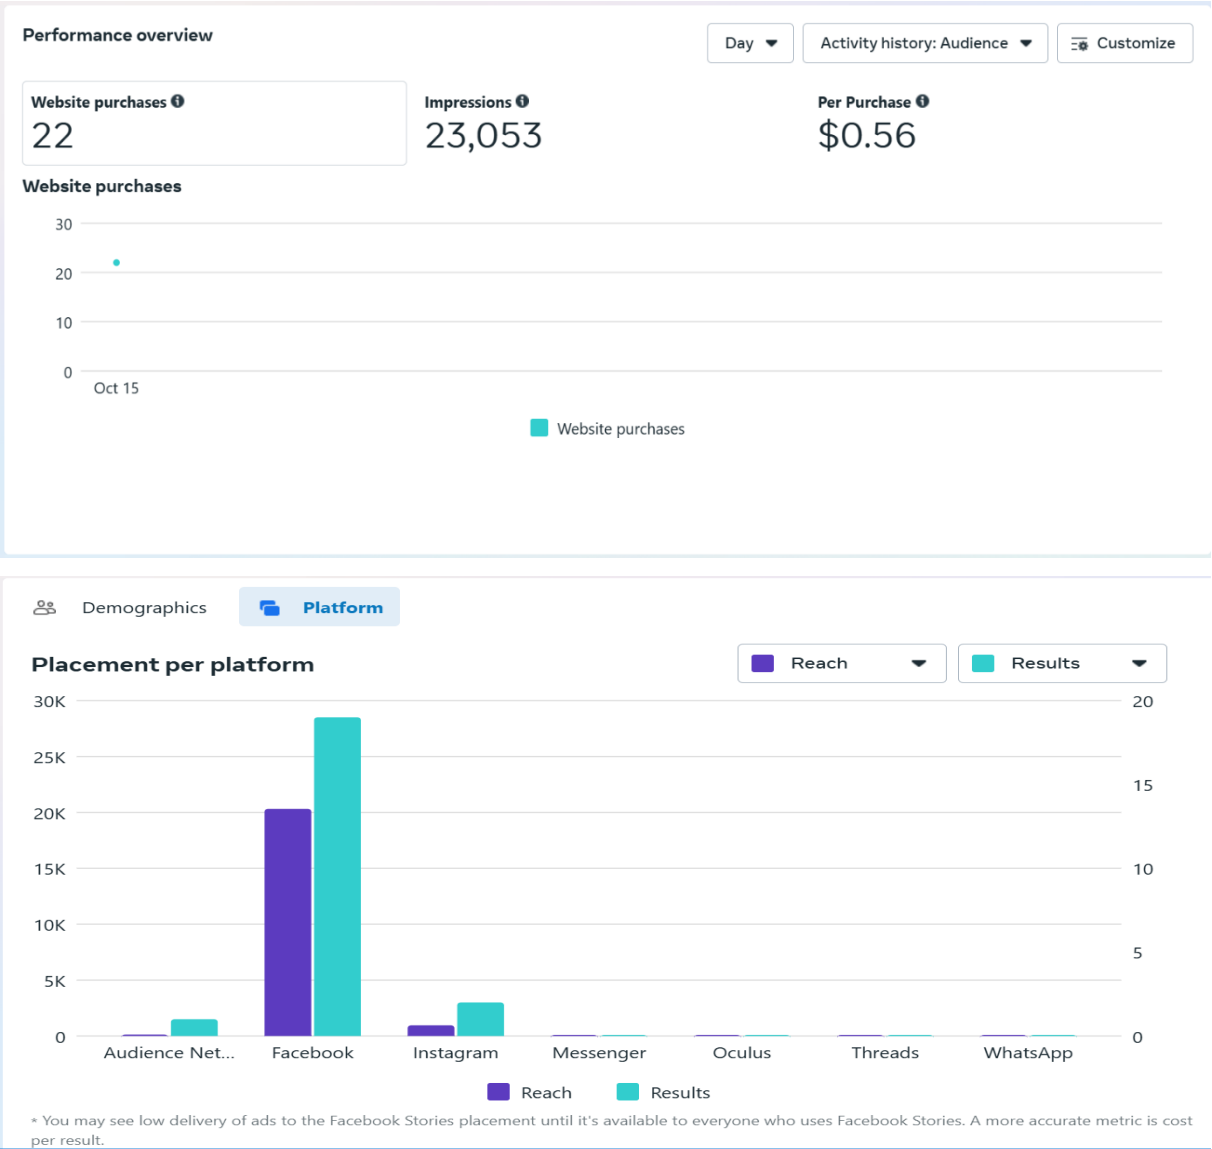 Performance overview
Day
Activity history: Audience
Customize
Website purchases
Impressions
Per Purchase
22
23,053
$0.56
Website purchases
30
20
10
0
Oct 15
Website purchases
Demographics
Platform
Placement per platform
Reach
Results
30K
20
25K
15
20K
15K
10
10K
5
5K
0
0
Audience Net... Facebook Instagram Messenger Oculus Threads WhatsApp
Reach
Results
* You may see low delivery of ads to the Facebook Stories placement until it's available to everyone who uses Facebook Stories. A more accurate metric is cost
per result.